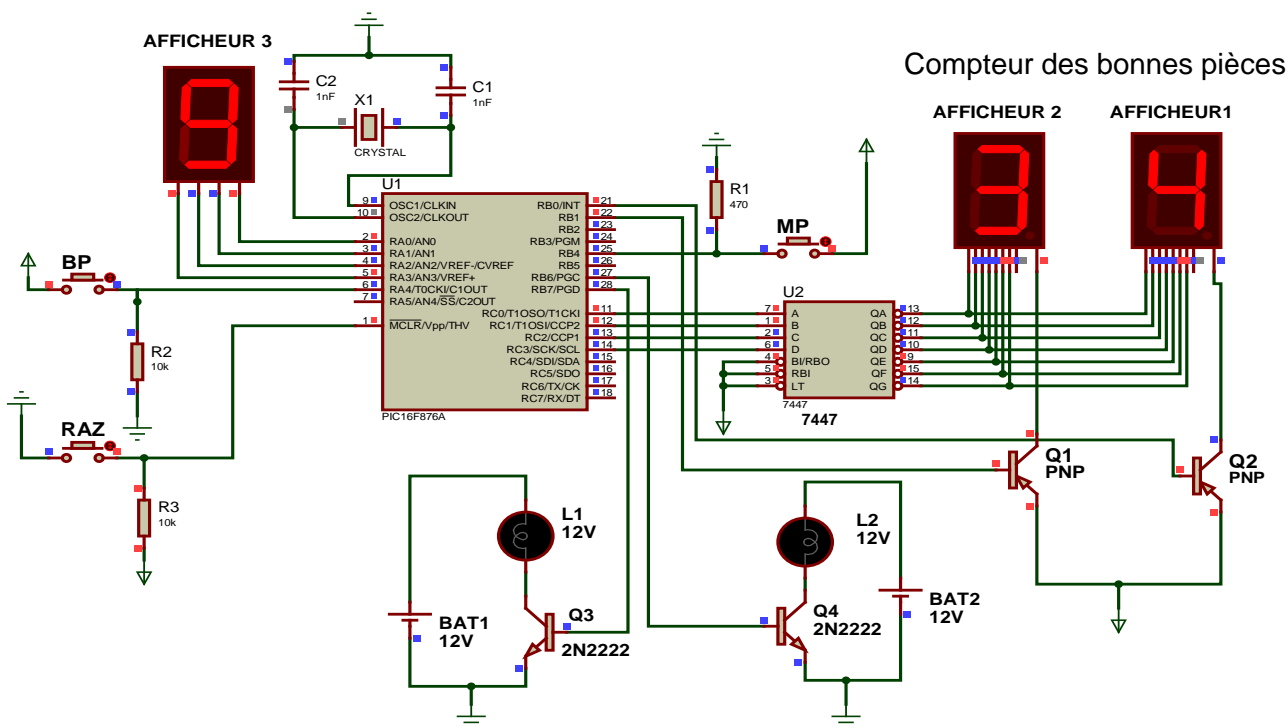 AFFICHEUR 3
Compteur des bonnes pièces
AFFICHEUR 2
AFFICHEUR1
C2
1nF
X1
CRYSTAL
C1
1nF
U1
R1
470
MP
BP
R2
10k
RAZ
R3
10k
9 OSC1/CLKIN
10 OSC2/CLKOUT
2 RA0/AN0
3 RA1/AN1
4 RA2/AN2/VREF-/CVREF
5 RA3/AN3/VREF+
6 RA4/T0CKI/C1OUT
7 RA5/AN4/SS/C2OUT
1 MCLR/Vpp/THV
RB0/INT 21
RB1 22
RB2 23
RB3/PGM 24
RB4 25
RB5 26
RB6/PGC 27
RB7/PGD 28
RC0/T1OSO/T1CKI 11
RC1/T1OSI/CCP2 12
RC2/CCP1 13
RC3/SCK/SCL 14
RC4/SDI/SDA 15
RC5/SDO 16
RC6/TX/CK 17
RC7/RX/DT 18
PIC16F876A
U2
7 A QA 13
1 B QB 12
2 C QC 11
6 D QD 10
4 BI/RBO QE 9
5 RBI QF 15
3 LT QG 14
7447
7447
Q1
PNP
Q2
PNP
L1
12V
L2
12V
BAT1
12V
Q3
2N2222
Q4
2N2222
BAT2
12V
9
3
4